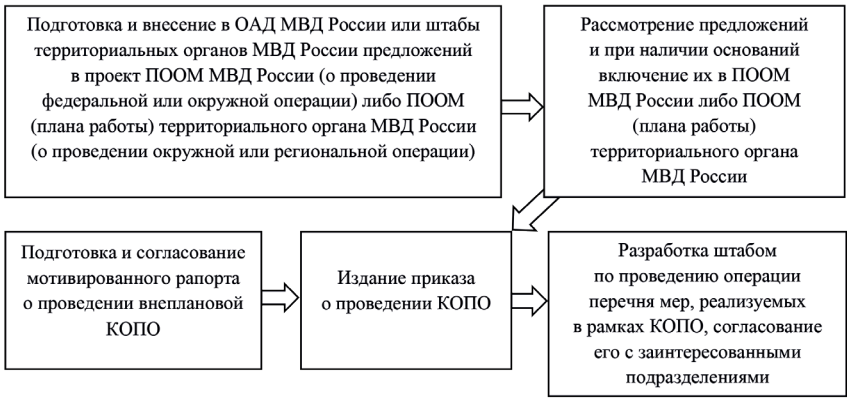 Подготовка и внесение в ОАД МВД России или штабы
территориальных органов МВД России предложений
в проект ПООМ МВД России (о проведении
федеральной или окружной операции) либо ПООМ
(плана работы) территориального органа МВД России
(о проведении окружной или региональной операции)
Рассмотрение предложений
и при наличии оснований
включение их в ПООМ
МВД России либо ПООМ
(плана работы)
территориального органа
МВД России
Подготовка и согласование
мотивированного рапорта
о проведении внеплановой
КОПО
Издание приказа
о проведении КОПО
Разработка штабом
по проведению операции
перечня мер, реализуемых
в рамках КОПО, согласование
его с заинтересованными
подразделениями